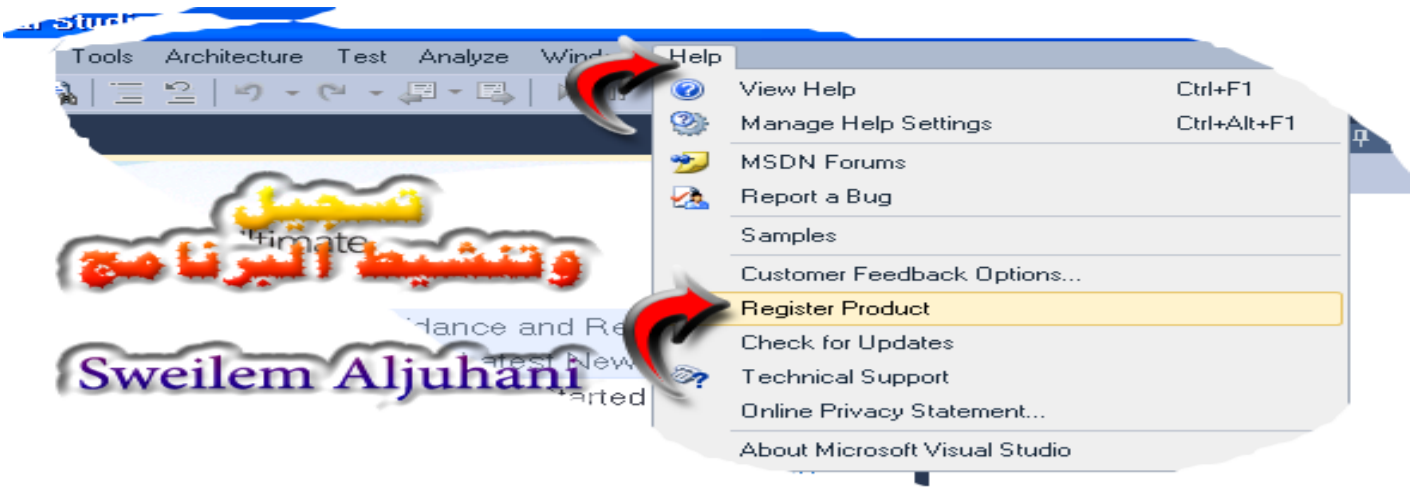 Tools Architecture Test Analyze Help
View Help Ctrl+F1
Manage Help Settings Ctrl+Alt+F1
MSDN Forums
Report a Bug
Samples
Customer Feedback Options...
Register Product
Check for Updates
Technical Support
Online Privacy Statement...
About Microsoft Visual Studio
تسجيل
وتنشيط البرنامج
and
Sweilem Aljuhani